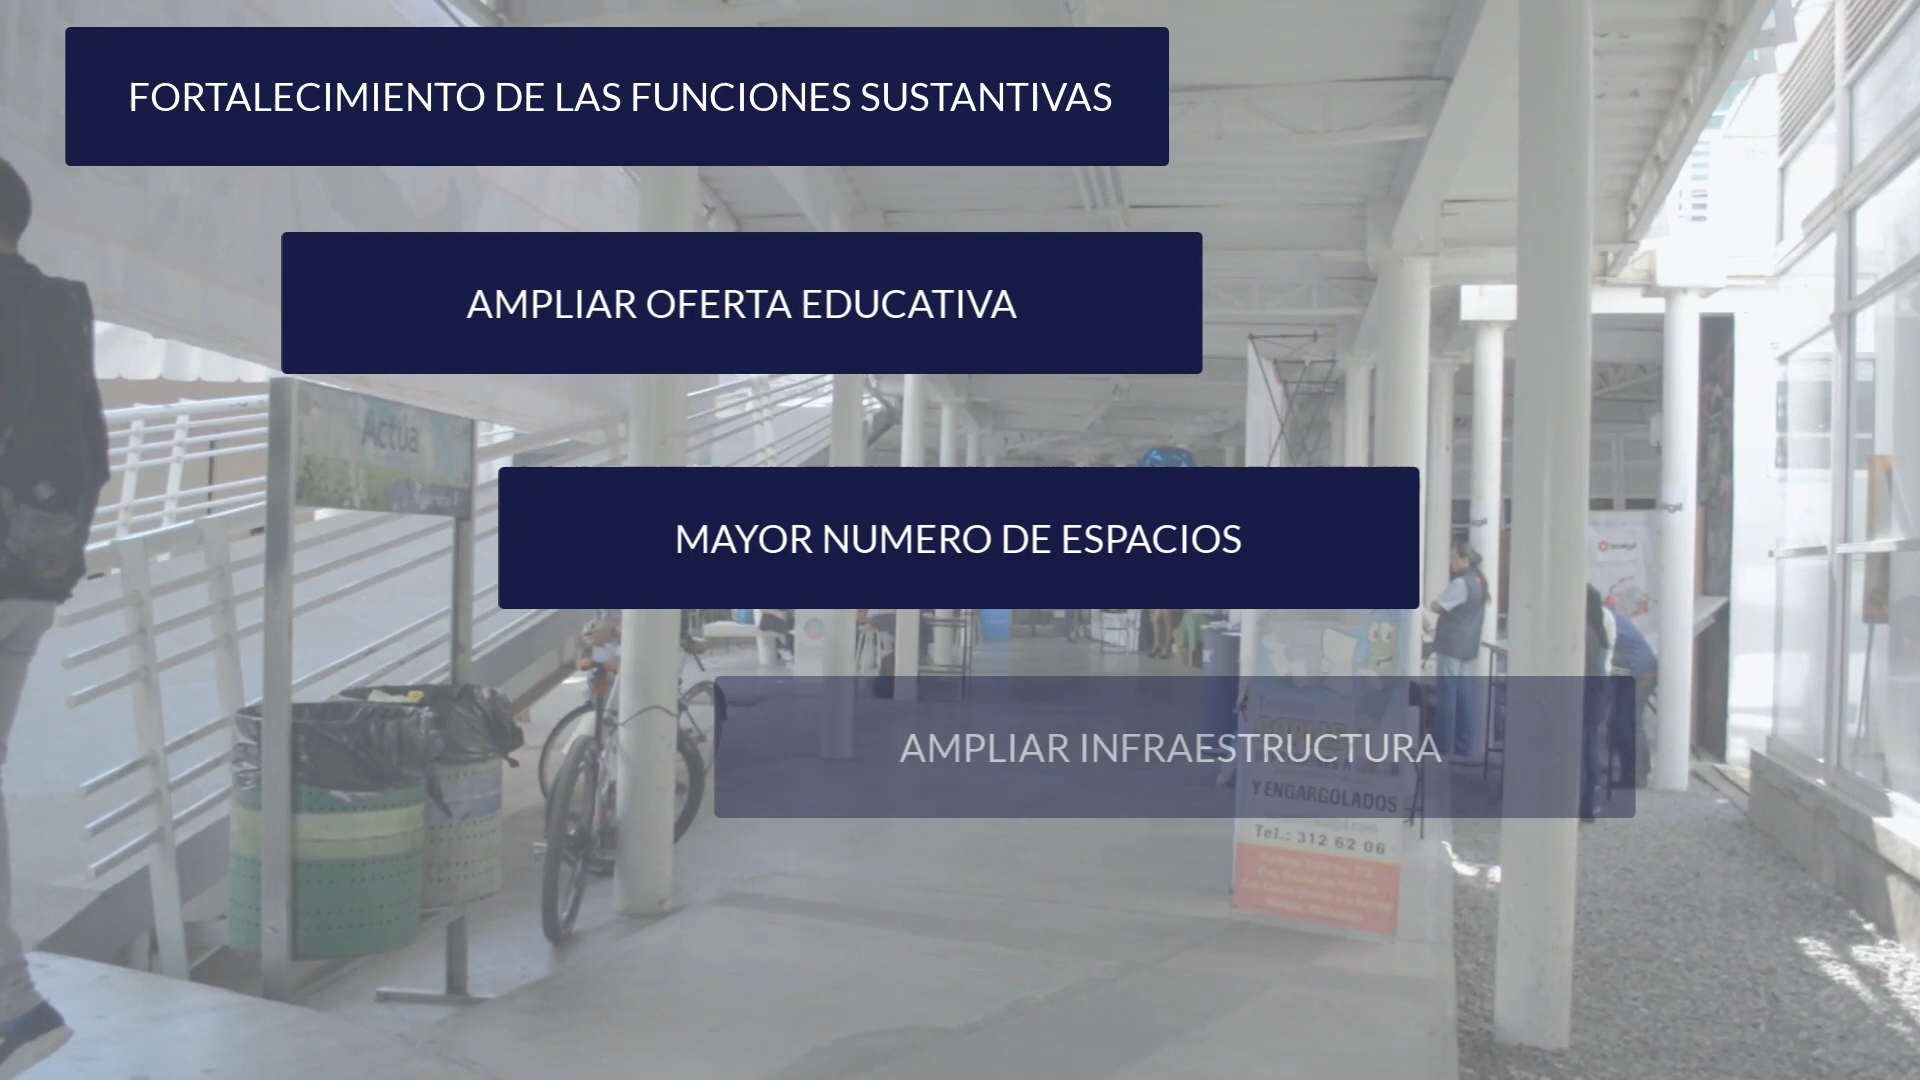 FORTALECIMIENTO DE LAS FUNCIONES SUSTANTIVAS
AMPLIAR OFERTA EDUCATIVA
Actúa
MAYOR NUMERO DE ESPACIOS
AMPLIAR INFRAESTRUCTURA
COPIAS
Y ENGARGOLADOS
Tel.: 312 62 06